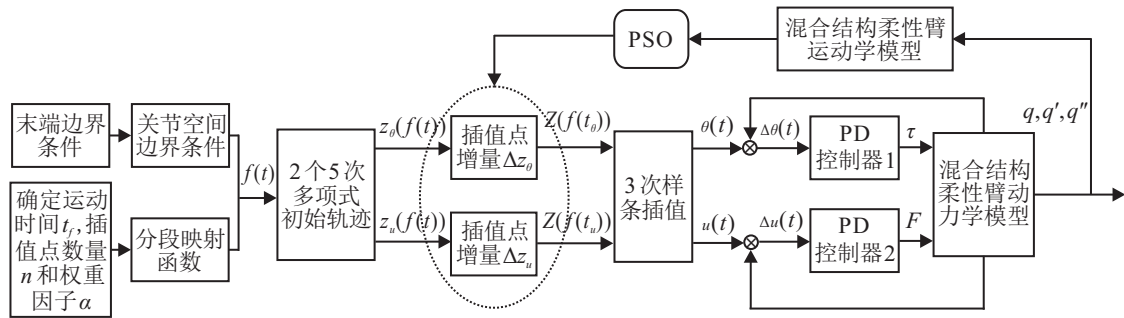 PSO
混合结构柔性臂
运动学模型
末端边界
条件
关节空间
边界条件
确定运动
时间t_f,插
值点数量
n 和权重
因子α
分段映射
函数
f(t)
2个5次
多项式
初始轨迹
z_θ(f(t))
z_u(f(t))
插值点
增量Δz_θ
插值点
增量Δz_u
Z(f(t_θ))
Z(f(t_u))
3次样
条插值
θ(t)
u(t)
Δθ(t)
Δu(t)
PD
控制器1
PD
控制器2
τ
F
混合结构
柔性臂动
力学模型
q,q′,q″